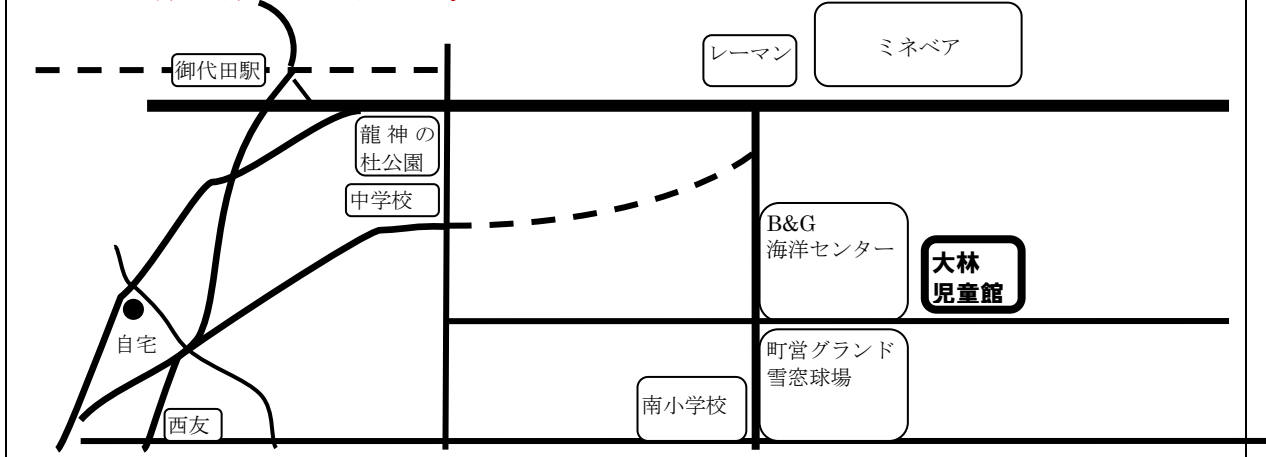 レーマン
ミネベア
御代田駅
龍神の
杜公園
中学校
B&G
海洋センター
大林
児童館
自宅
町営グランド
雪窓球場
南小学校
西友